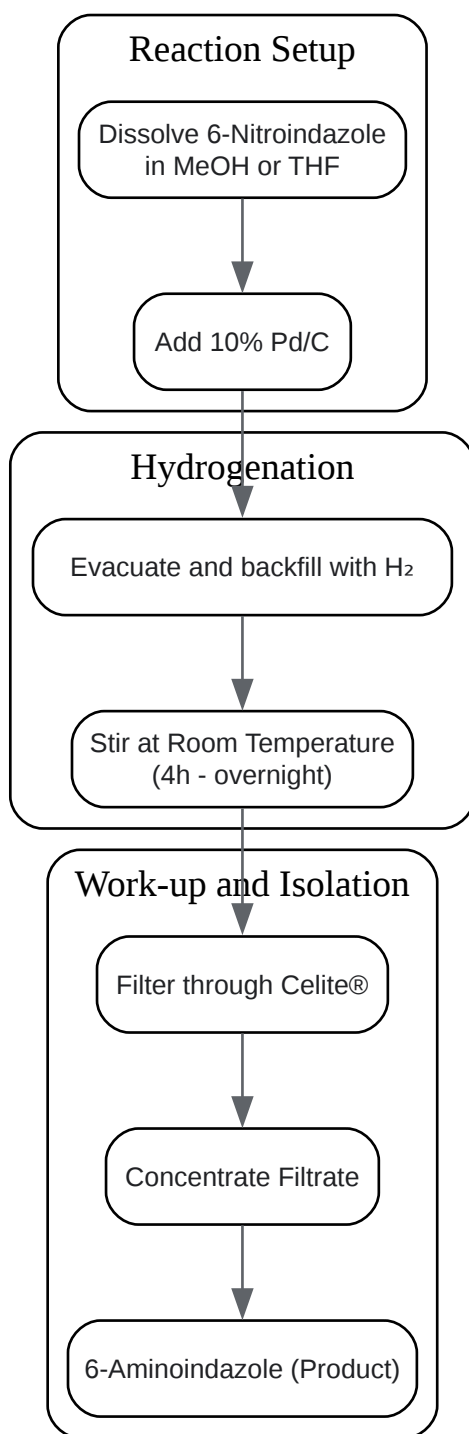 Reaction Setup
Dissolve 6-Nitroindazole
in MeOH or THF
Add 10% Pd/C
Hydrogenation
Evacuate and backfill with H₂
Stir at Room Temperature
(4h - overnight)
Work-up and Isolation
Filter through Celite®
Concentrate Filtrate
6-Aminoindazole (Product)